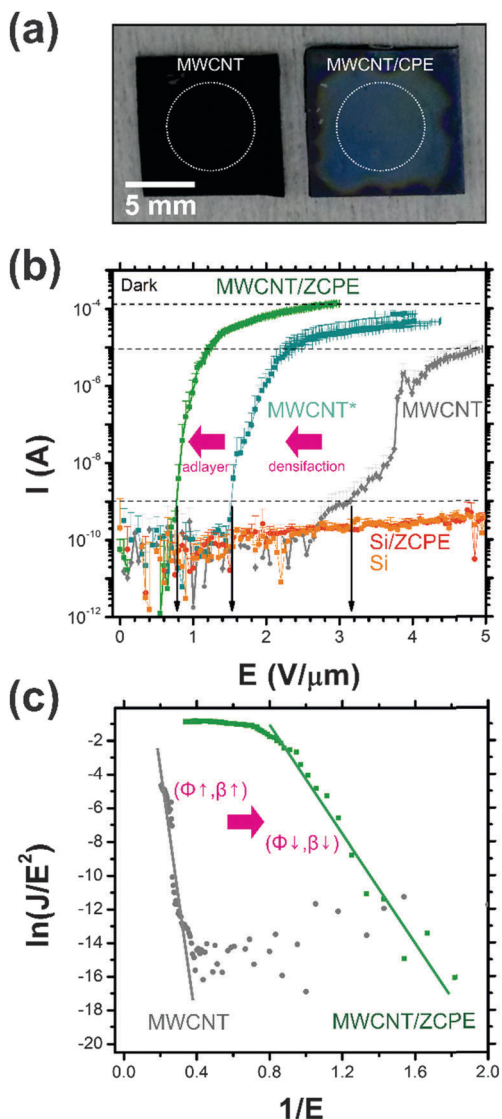 (a)
MWCNT
MWCNT/CPE
5 mm
(b)
Dark
MWCNT/ZCPE
MWCNT*
MWCNT
adlayer
densifaction
Si/ZCPE
Si
10⁻⁴
10⁻⁶
10⁻⁸
10⁻¹⁰
10⁻¹²
I (A)
0 1 2 3 4 5
E (V/μm)
(c)
(Φ↑,β↑)
(Φ↓,β↓)
MWCNT
MWCNT/ZCPE
-2
-4
-6
-8
-10
-12
-14
-16
-18
-20
ln(J/E²)
0.0 0.4 0.8 1.2 1.6 2.0
1/E